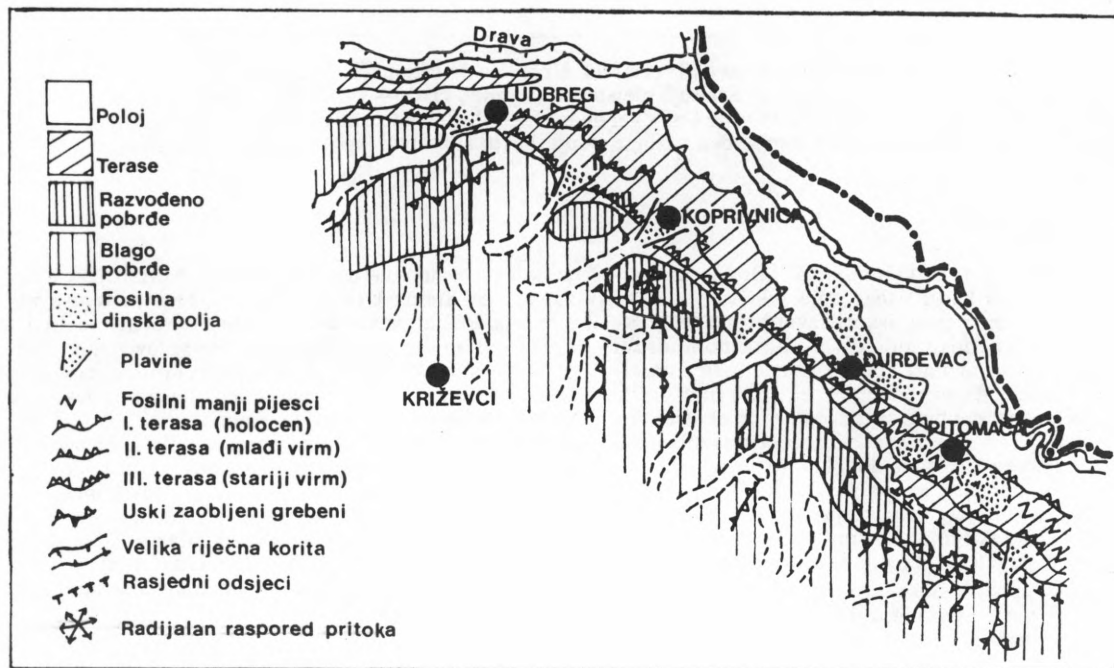 Poloj
Terase
Razvođeno
pobrđe
Blago
pobrđe
Fosilna
dinska polja
Plavine
Fosilni manji pijesci
I. terasa (holocen)
II. terasa (mlađi virm)
III. terasa (stariji virm)
Uski zaobljeni grebeni
Velika riječna korita
Rasjedni odsjeci
Radijalan raspored pritoka
Drava
LUDBREG
KOPRIVNICA
KRIŽEVCI
ĐURĐEVAC
PITOMAČA